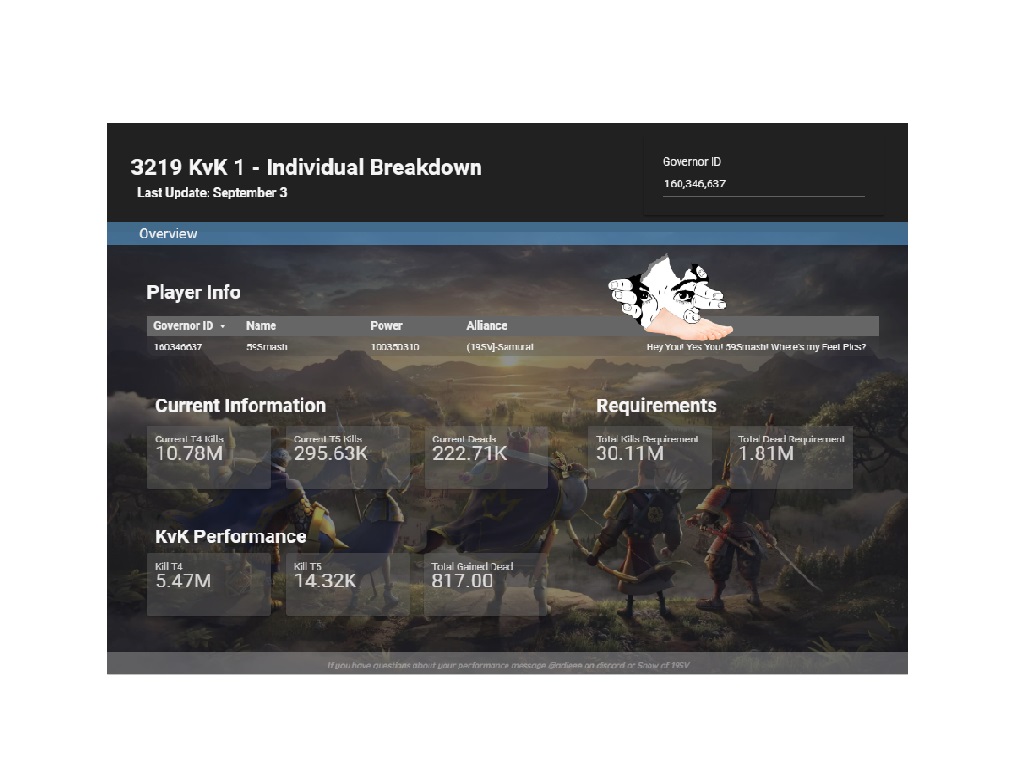 3219 KvK 1 - Individual Breakdown
Last Update: September 3
Governor ID
160,346,637
Overview
Player Info
Governor ID Name Power Alliance
160346637 59Smash 100350310 (19SV)-Samurai Hey You! Yes You! 59Smash! Where's my Feet Pics?
Current Information Requirements
Current T4 Kills Current T5 Kills Current Deads Total Kills Requirement Total Dead Requirement
10.78M 295.63K 222.71K 30.11M 1.81M
KvK Performance
Kill T4 Kill T5 Total Gained Dead
5.47M 14.32K 817.00
If you have questions about your performance message on discord or of 19SV